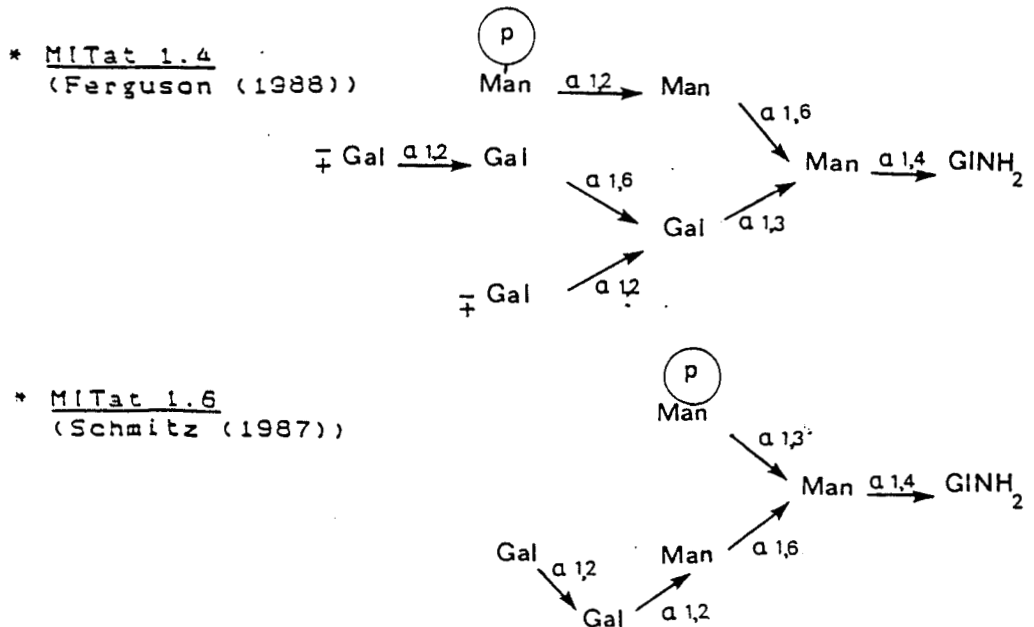 P
* MITat 1.4
(Ferguson (1988))
Man α 1,2 Man
α 1,6
∓ Gal α 1,2 Gal
Man α 1,4 GlNH2
α 1,6
Gal α 1,3
∓ Gal α 1,2
P
* MITat 1.6
(Schmitz (1987))
Man
α 1,3
Man α 1,4 GlNH2
Gal α 1,2 Man α 1,6
Gal α 1,2